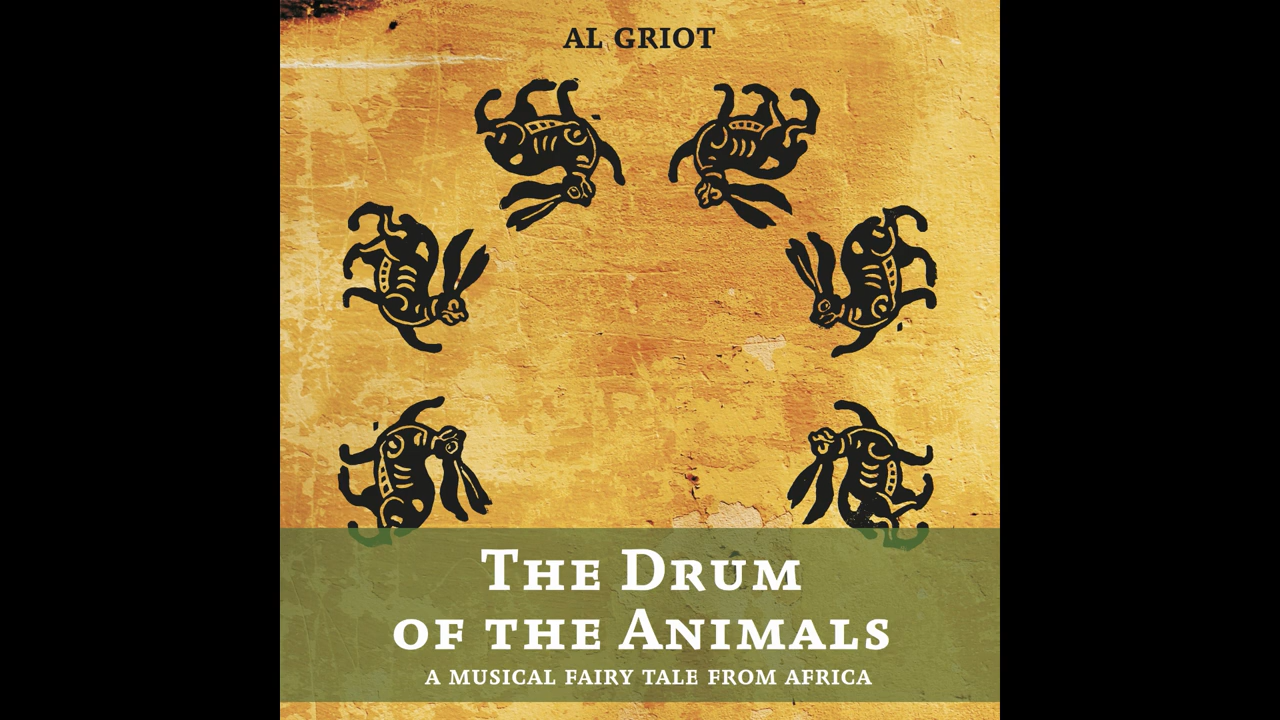 AL GRIOT
THE DRUM
OF THE ANIMALS
A MUSICAL FAIRY TALE FROM AFRICA